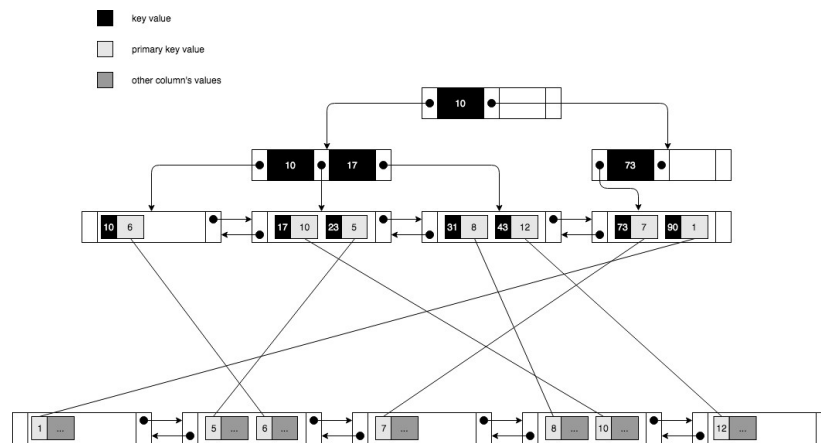 key value
primary key value
other column's values
10
10 17 73
10 6 17 10 23 5 31 8 43 12 73 7 90 1
1 ... 5 ... 6 ... 7 ... 8 ... 10 ... 12 ...